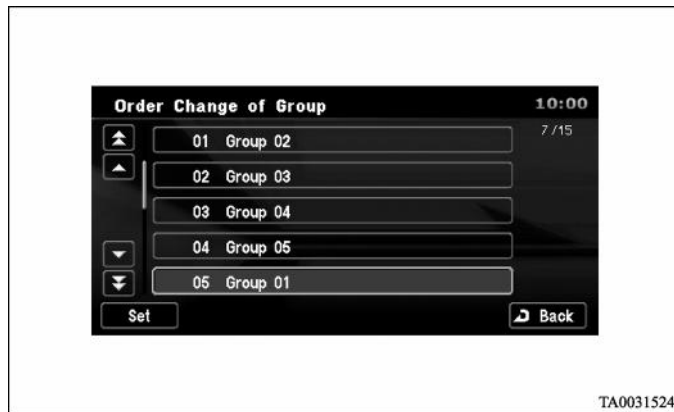 Order Change of Group 10:00
7/15
01 Group 02
02 Group 03
03 Group 04
04 Group 05
05 Group 01
Set Back
TA0031524